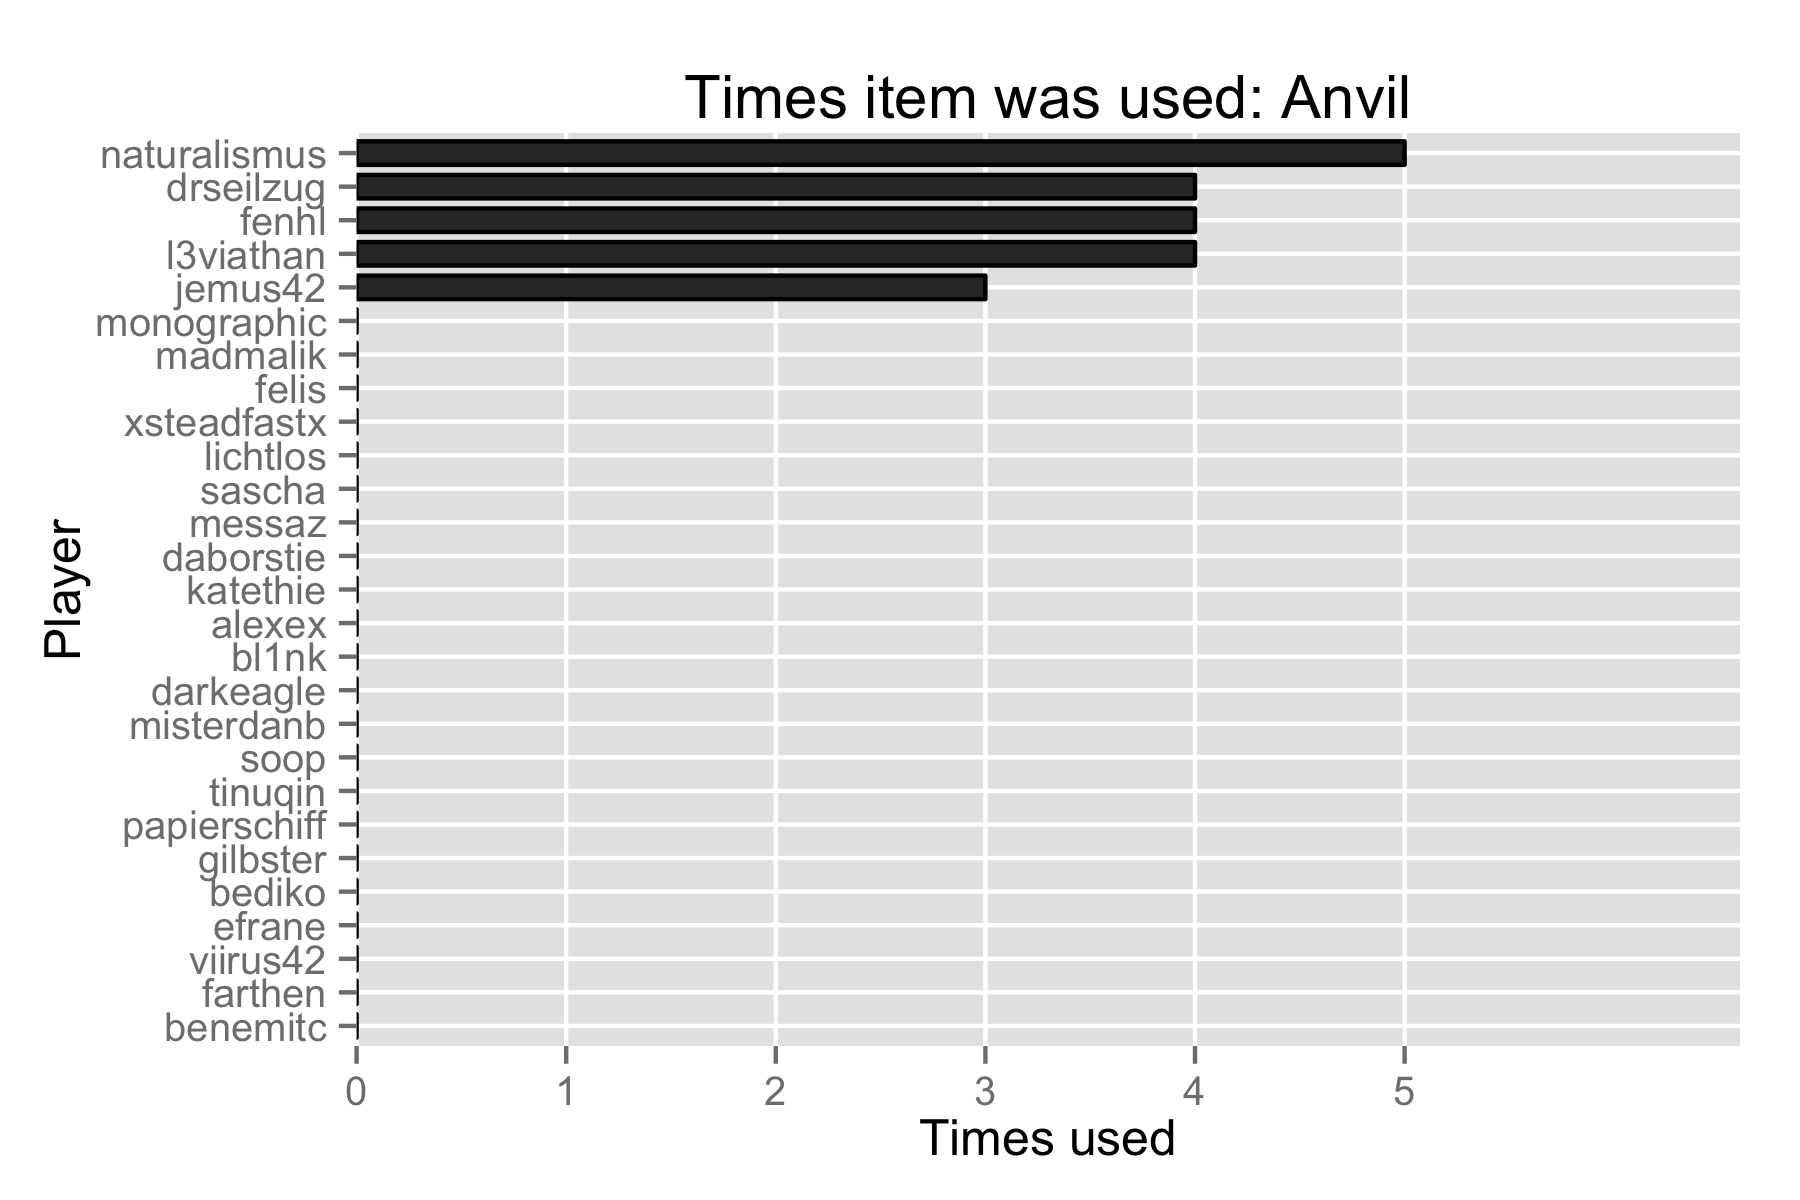 Times item was used: Anvil
naturalismus
drseilzug
fenhl
l3viathan
jemus42
monographic
madmalik
felis
xsteadfastx
lichtlos
sascha
messaz
daborstie
katethie
alexex
bl1nk
darkeagle
misterdanb
soop
tinuqin
papierschiff
gilbster
bediko
efrane
viirus42
farthen
benemitc
Player
0 1 2 3 4 5
Times used